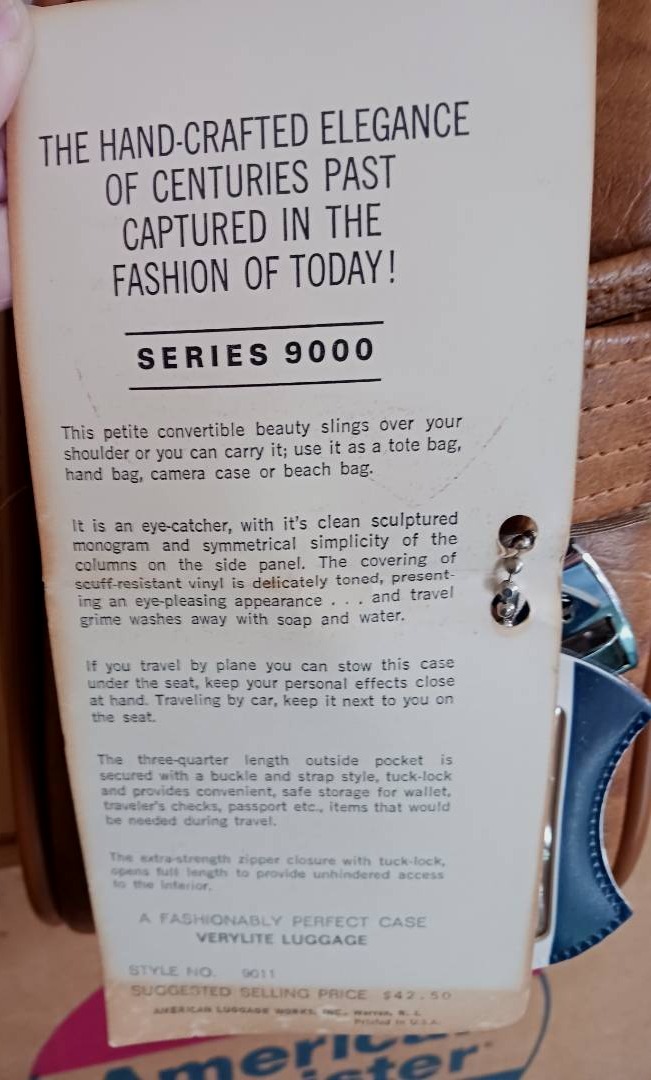 THE HAND-CRAFTED ELEGANCE
OF CENTURIES PAST
CAPTURED IN THE
FASHION OF TODAY!
SERIES 9000
This petite convertible beauty slings over your
shoulder or you can carry it; use it as a tote bag,
hand bag, camera case or beach bag.
It is an eye-catcher, with it's clean sculptured
monogram and symmetrical simplicity of the
columns on the side panel. The covering of
scuff-resistant vinyl is delicately toned, present-
ing an eye-pleasing appearance . . . and travel
grime washes away with soap and water.
If you travel by plane you can stow this case
under the seat, keep your personal effects close
at hand. Traveling by car, keep it next to you on
the seat.
The three-quarter length outside pocket is
secured with a buckle and strap style, tuck-lock
and provides convenient, safe storage for wallet,
traveler's checks, passport etc., items that would
be needed during travel.
The extra-strength zipper closure with tuck-lock,
opens full length to provide unhindered access
to the interior.
A FASHIONABLY PERFECT CASE
VERYLITE LUGGAGE
STYLE NO. 9011
SUGGESTED SELLING PRICE $42.50
AMERICAN LUGGAGE WORKS, INC., Warren, R. I.
Printed in U.S.A.
American
ister